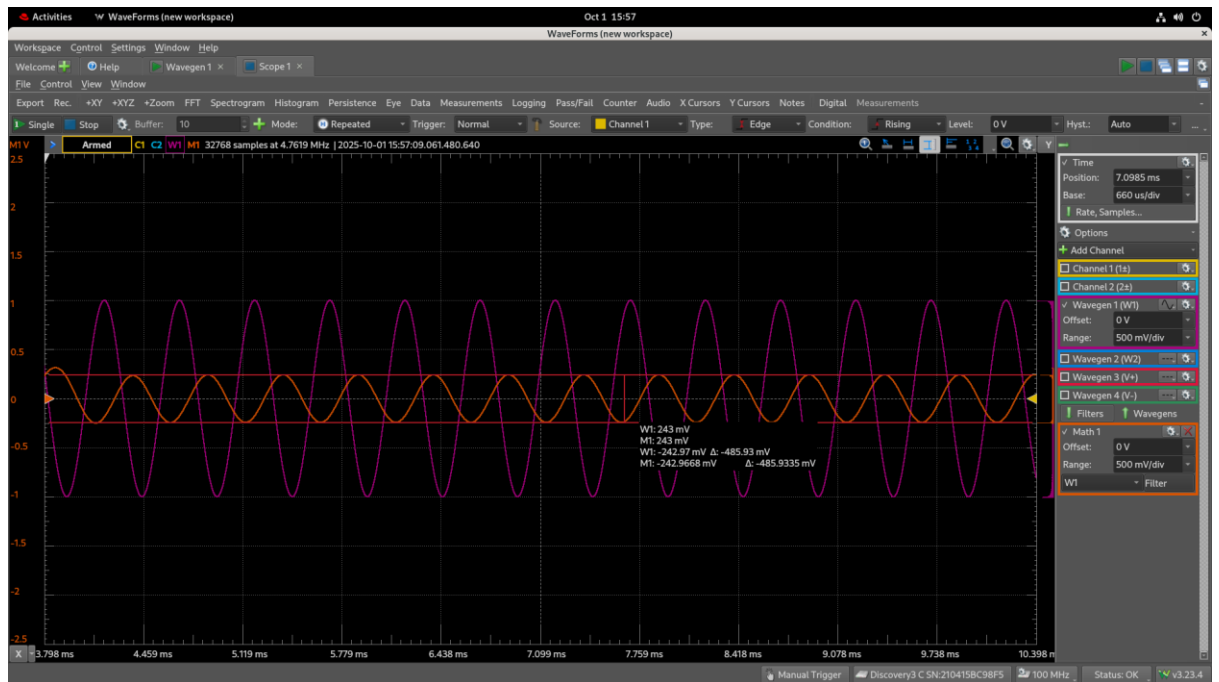 Activities WaveForms (new workspace) Oct 1 15:57
WaveForms (new workspace)
Workspace Control Settings Window Help
Welcome Help Wavegen 1 Scope 1
File Control View Window
Export Rec. +XY +XYZ +Zoom FFT Spectrogram Histogram Persistence Eye Data Measurements Logging Pass/Fail Counter Audio X Cursors Y Cursors Notes Digital Measurements
Single Stop Buffer: 10 Mode: Repeated Trigger: Normal Source: Channel 1 Type: Edge Condition: Rising Level: 0 V Hyst.: Auto ...
M1 V Armed C1 C2 W1 M1 32768 samples at 4.7619 MHz | 2025-10-01 15:57:09.061.480.640 Y
2.5
2
1.5
1
0.5
0
-0.5
-1
-1.5
-2
-2.5
W1: 243 mV
M1: 243 mV
W1: -242.97 mV Δ: -485.93 mV
M1: -242.9668 mV Δ: -485.9335 mV
X 3.798 ms 4.459 ms 5.119 ms 5.779 ms 6.438 ms 7.099 ms 7.759 ms 8.418 ms 9.078 ms 9.738 ms 10.398 m
Time
Position: 7.0985 ms
Base: 660 us/div
Rate, Samples...
Options
Add Channel
Channel 1 (1±)
Channel 2 (2±)
Wavegen 1 (W1)
Offset: 0 V
Range: 500 mV/div
Wavegen 2 (W2)
Wavegen 3 (V+)
Wavegen 4 (V-)
Filters Wavegens
Math 1
Offset: 0 V
Range: 500 mV/div
W1 Filter
Manual Trigger Discovery3 C SN:210415BC98F5 100 MHz Status: OK v3.23.4